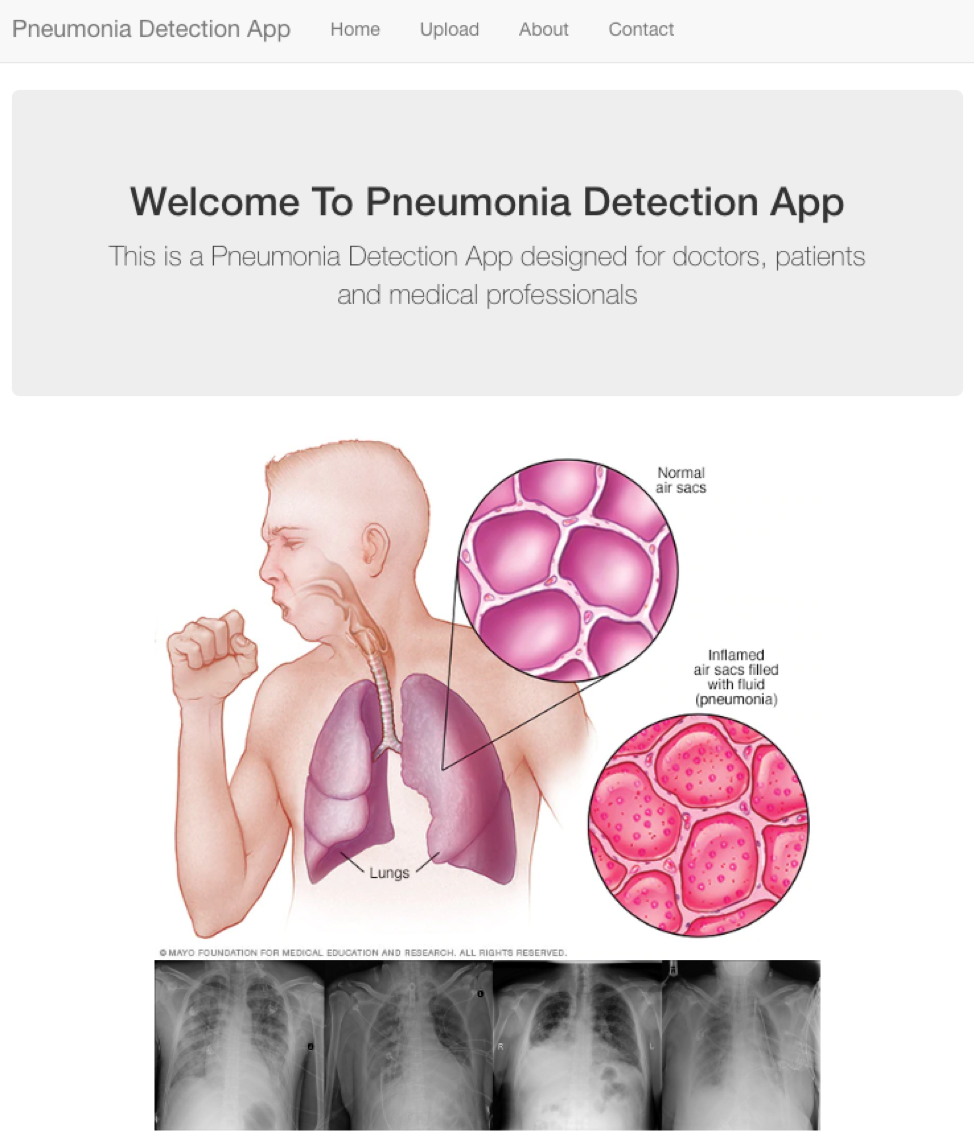 Pneumonia Detection App Home Upload About Contact
Welcome To Pneumonia Detection App
This is a Pneumonia Detection App designed for doctors, patients
and medical professionals
Normal
air sacs
Inflamed
air sacs filled
with fluid
(pneumonia)
Lungs
© MAYO FOUNDATION FOR MEDICAL EDUCATION AND RESEARCH. ALL RIGHTS RESERVED.
R
L